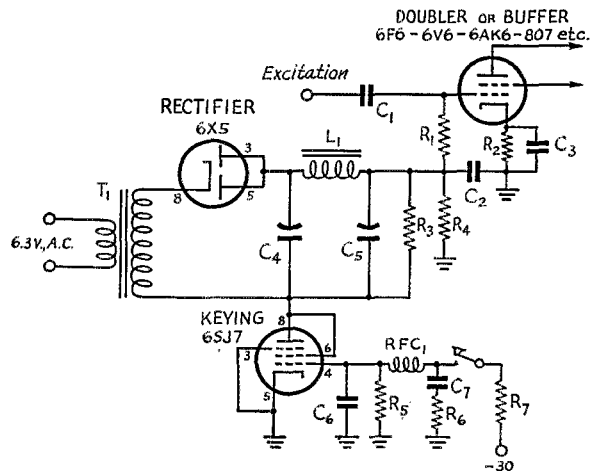 DOUBLER OR BUFFER
6F6-6V6-6AK6-807 etc.
Excitation
C1
RECTIFIER
6X5
3
L1
R1
R2
C3
T1
8
5
C2
6.3V., A.C.
C4
C5
R3
R4
KEYING
6SJ7
8
3
6
4
RFC1
5
C6
R5
C7
R6
R7
-30